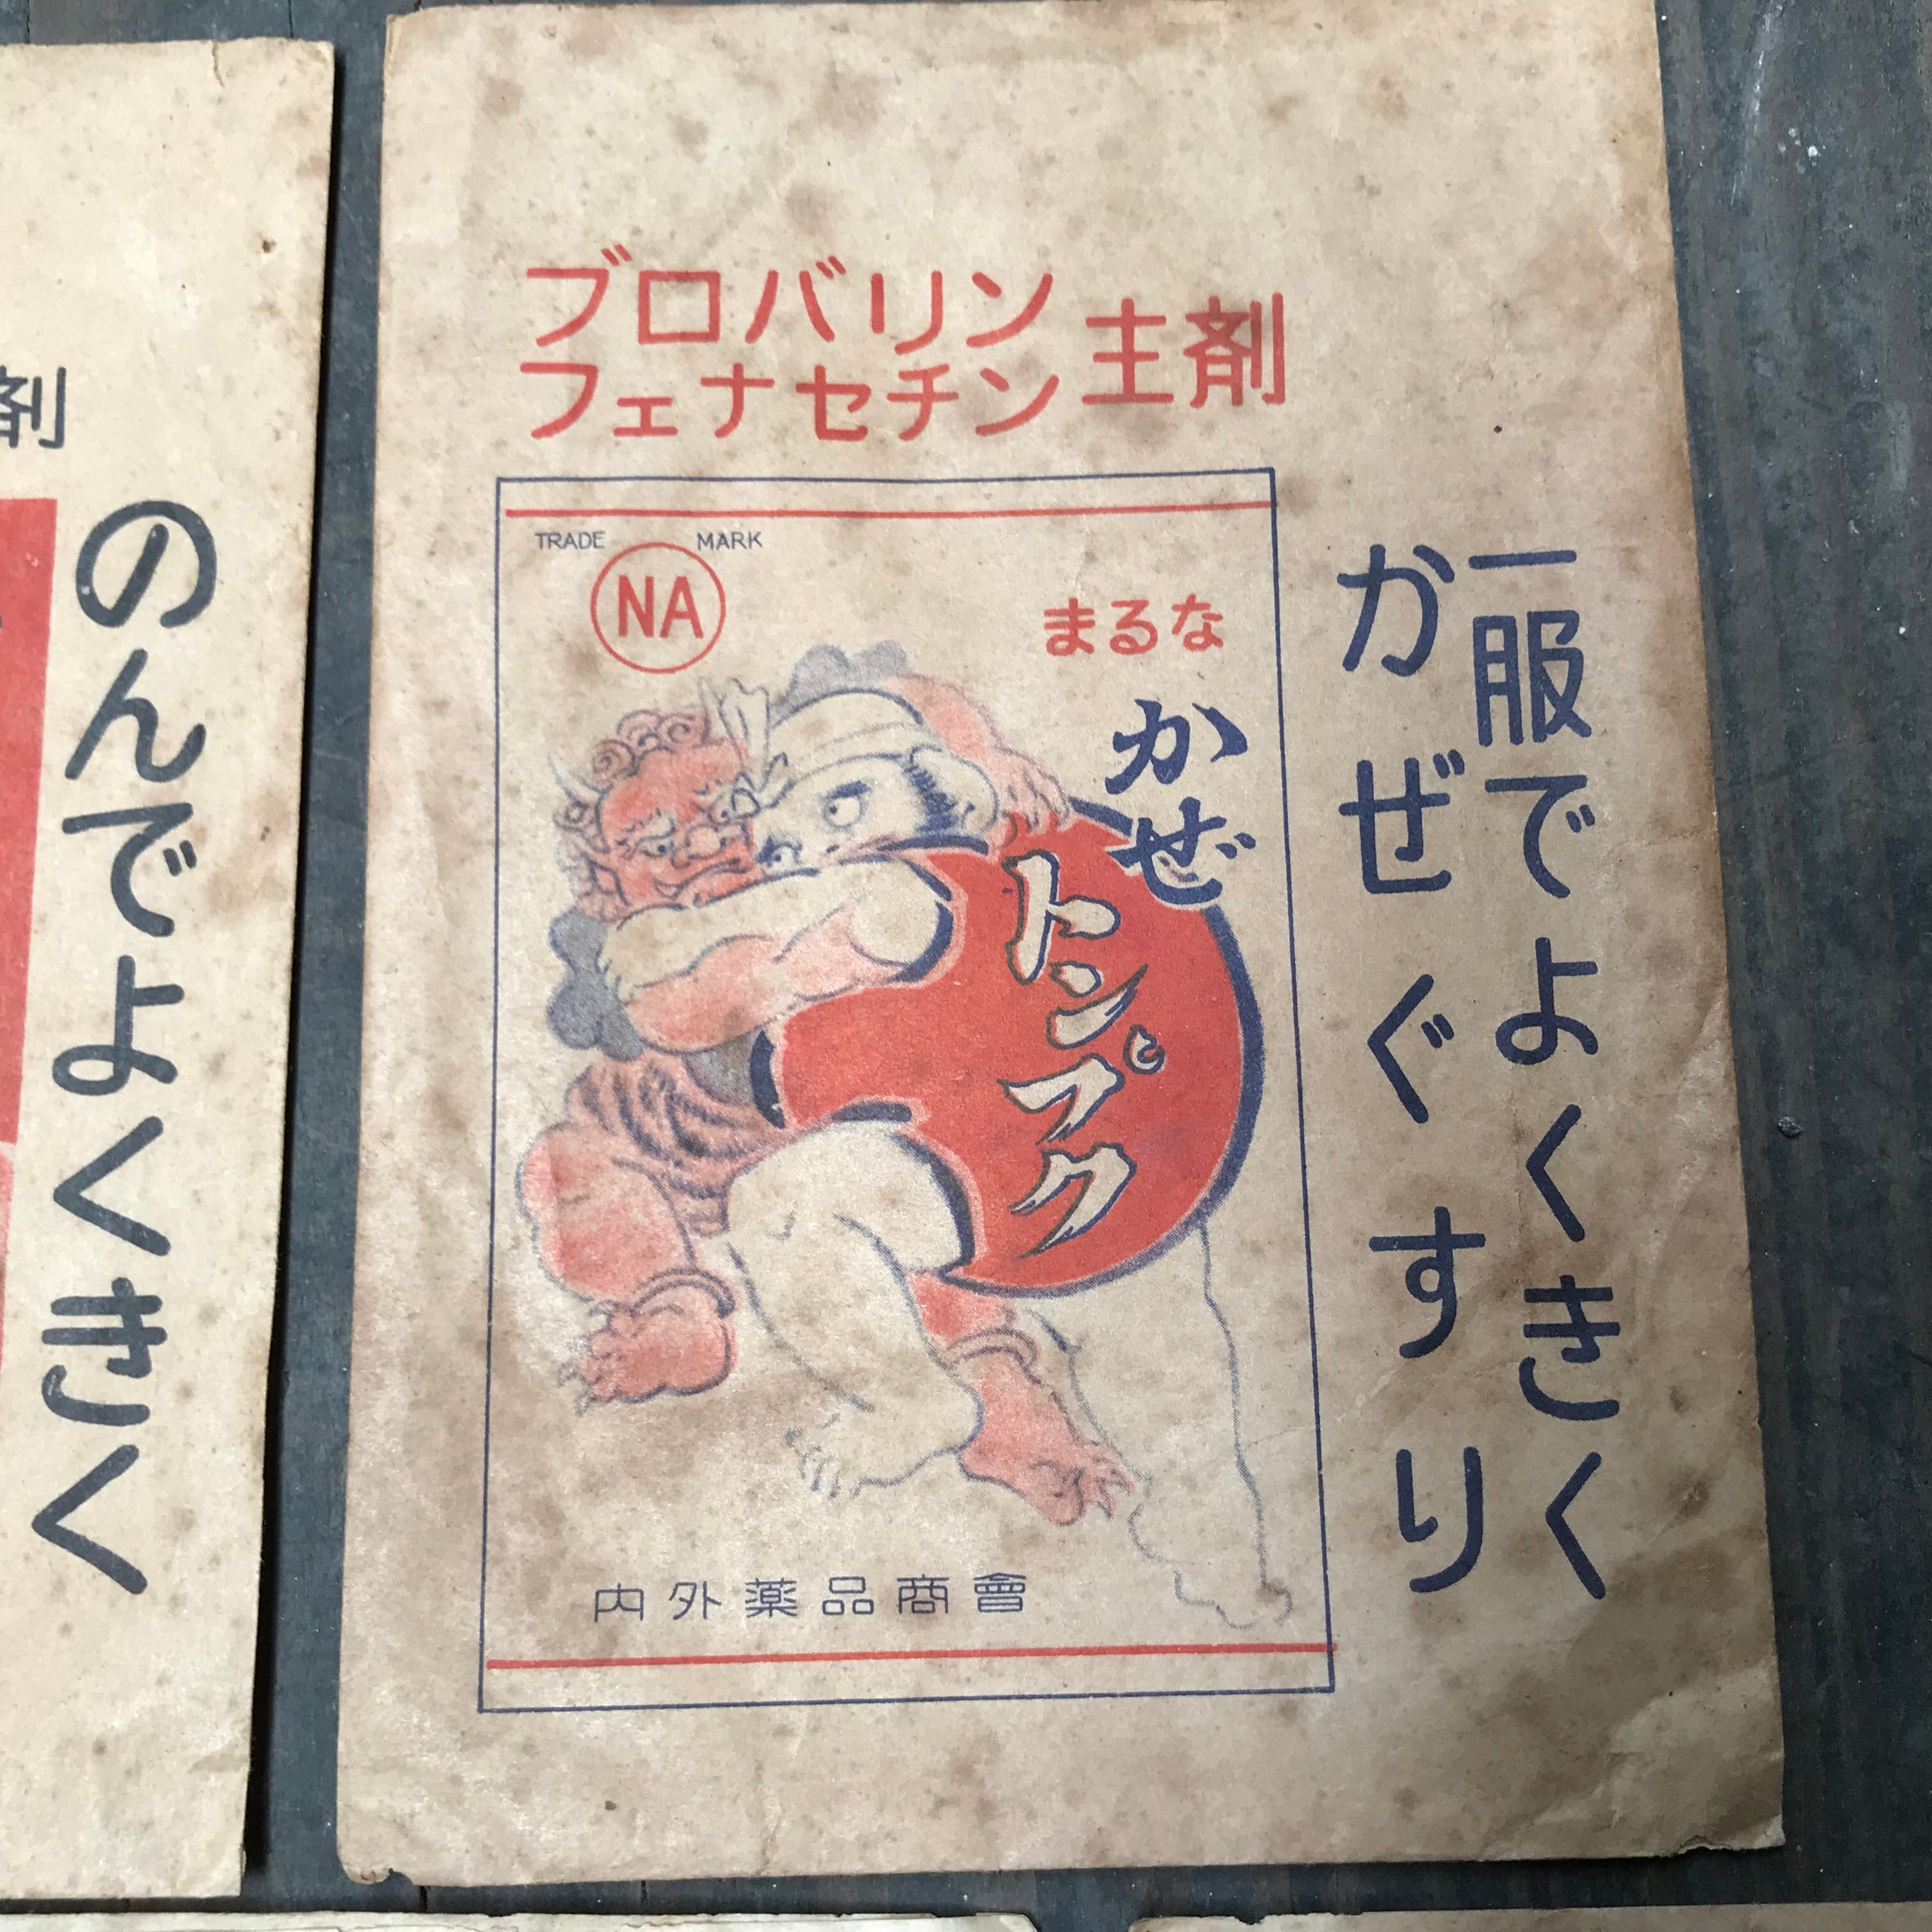 剤
のんでよくきく
ブロバリン
フェナセチン
主剤
TRADE MARK
NA
まるな
かぜ
トンプク
内外薬品商會
一服でよくきく
かぜぐすり